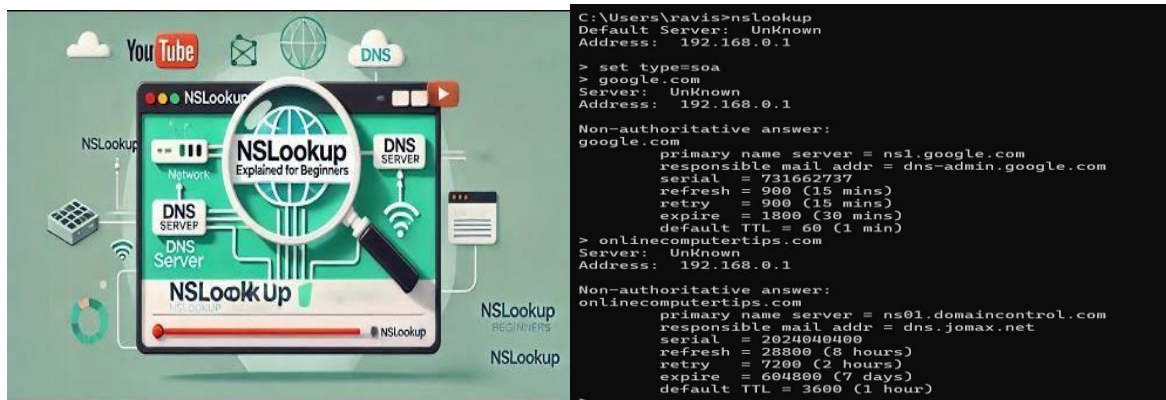 You Tube
DNS
NSLookup
NSLookup
NSLookup
Explained for Beginners
DNS
SERVER
Network
DNS
SERVER
DNS
Server
NSLookk Up
NSLOOKUP
NSLookup
NSLookup
BEGINNERS
NSLookup
C:\Users\ravis>nslookup
Default Server:  UnKnown
Address:  192.168.0.1
> set type=soa
> google.com
Server:  UnKnown
Address:  192.168.0.1
Non-authoritative answer:
google.com
primary name server = ns1.google.com
responsible mail addr = dns-admin.google.com
serial  = 731662737
refresh = 900 (15 mins)
retry   = 900 (15 mins)
expire  = 1800 (30 mins)
default TTL = 60 (1 min)
> onlinecomputertips.com
Server:  UnKnown
Address:  192.168.0.1
Non-authoritative answer:
onlinecomputertips.com
primary name server = ns01.domaincontrol.com
responsible mail addr = dns.jomax.net
serial  = 2024040400
refresh = 28800 (8 hours)
retry   = 7200 (2 hours)
expire  = 604800 (7 days)
default TTL = 3600 (1 hour)